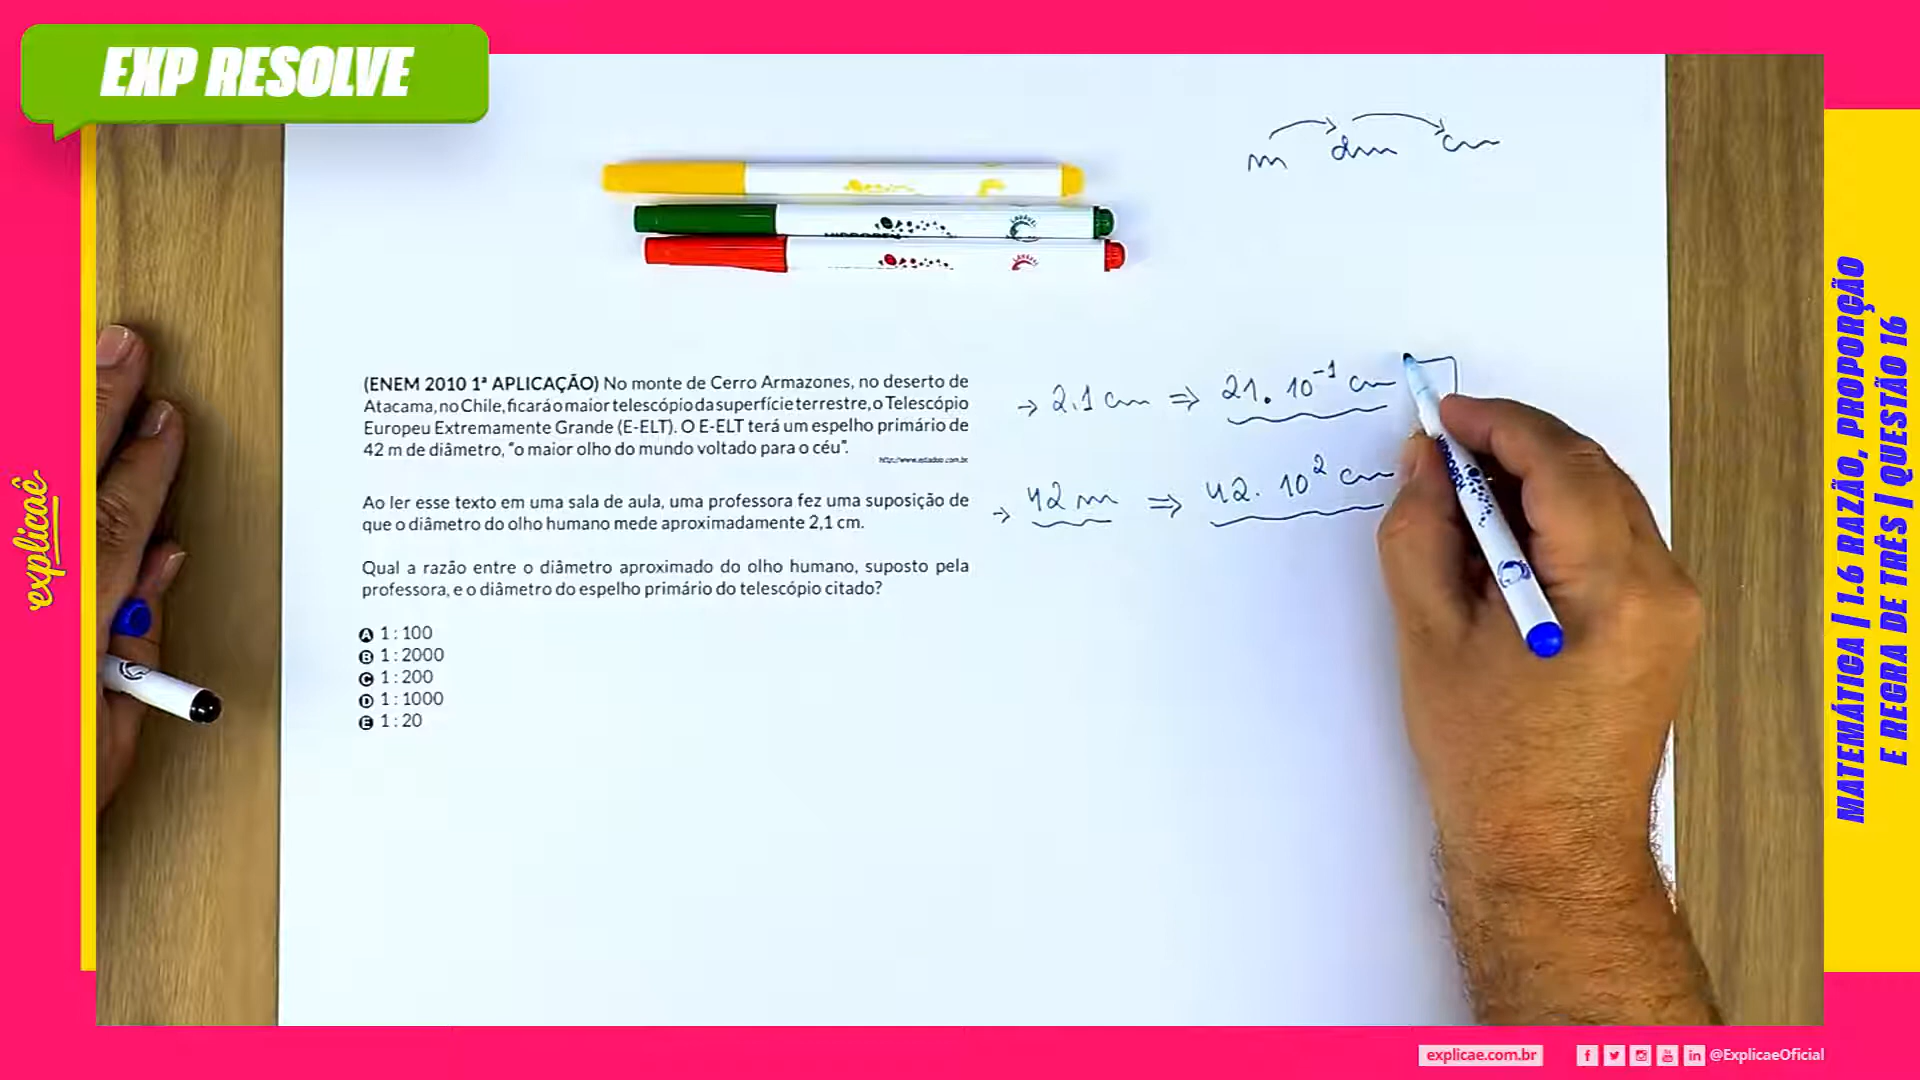 EXP RESOLVE
m dm cm
(ENEM 2010 1ª APLICAÇÃO) No monte de Cerro Armazones, no deserto de
Atacama, no Chile, ficará o maior telescópio da superfície terrestre, o Telescópio
Europeu Extremamente Grande (E-ELT). O E-ELT terá um espelho primário de
42 m de diâmetro, “o maior olho do mundo voltado para o céu”.
http://www.estadao.com.br
Ao ler esse texto em uma sala de aula, uma professora fez uma suposição de
que o diâmetro do olho humano mede aproximadamente 2,1 cm.
Qual a razão entre o diâmetro aproximado do olho humano, suposto pela
professora, e o diâmetro do espelho primário do telescópio citado?
A 1 : 100
B 1 : 2000
C 1 : 200
D 1 : 1000
E 1 : 20
→ 2,1 cm ⇒ 21. 10⁻¹ cm
→ 42 m ⇒ 42. 10² cm
HIDROPEN
explicaê
MATEMÁTICA | 1.6 RAZÃO, PROPORÇÃO
E REGRA DE TRÊS | QUESTÃO 16
explicae.com.br
@ExplicaeOficial